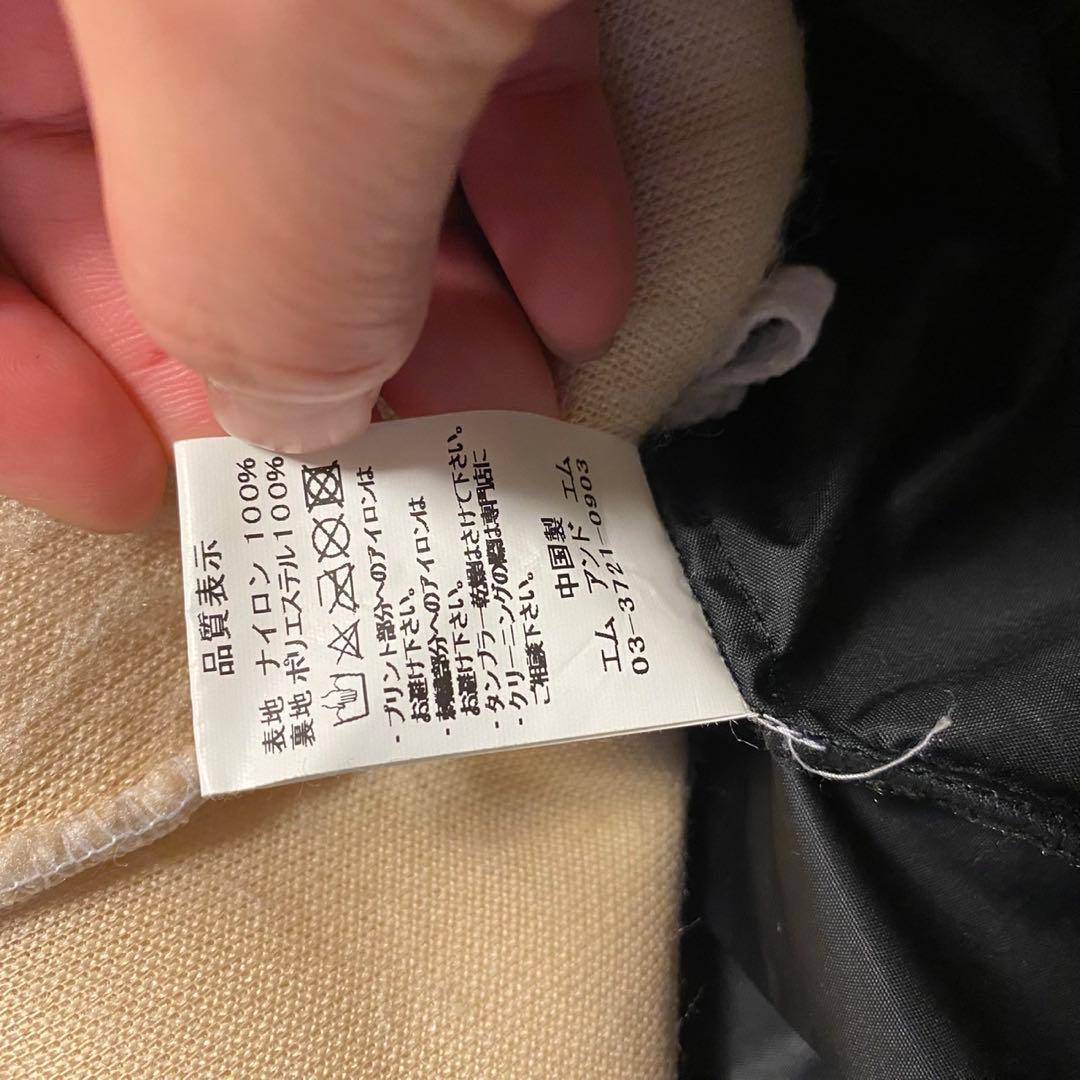 品質表示
表地 ナイロン 100%
裏地 ポリエステル100%
・プリント部分へのアイロンは
お避け下さい。
・刺繍部分へのアイロンは
お避け下さい。
・タンブラー乾燥はさけて下さい。
・クリーニングの際は専門店に
ご相談下さい。
中国製
エム アンド エム
03-3721-0903